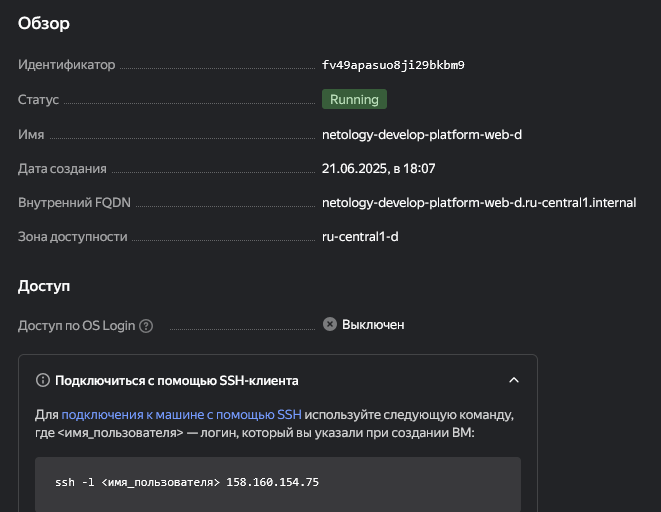 Обзор
Идентификатор fv49apasuo8ji29bkbm9
Статус Running
Имя netology-develop-platform-web-d
Дата создания 21.06.2025, в 18:07
Внутренний FQDN netology-develop-platform-web-d.ru-central1.internal
Зона доступности ru-central1-d
Доступ
Доступ по OS Login Выключен
Подключиться с помощью SSH-клиента
Для подключения к машине с помощью SSH используйте следующую команду,
где <имя_пользователя> — логин, который вы указали при создании ВМ:
ssh -l <имя_пользователя> 158.160.154.75